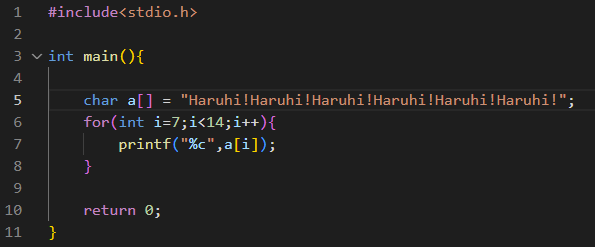 1 #include<stdio.h>
2
3 int main(){
4
5     char a[] = "Haruhi!Haruhi!Haruhi!Haruhi!Haruhi!Haruhi!";
6     for(int i=7;i<14;i++){
7         printf("%c",a[i]);
8     }
9
10     return 0;
11 }